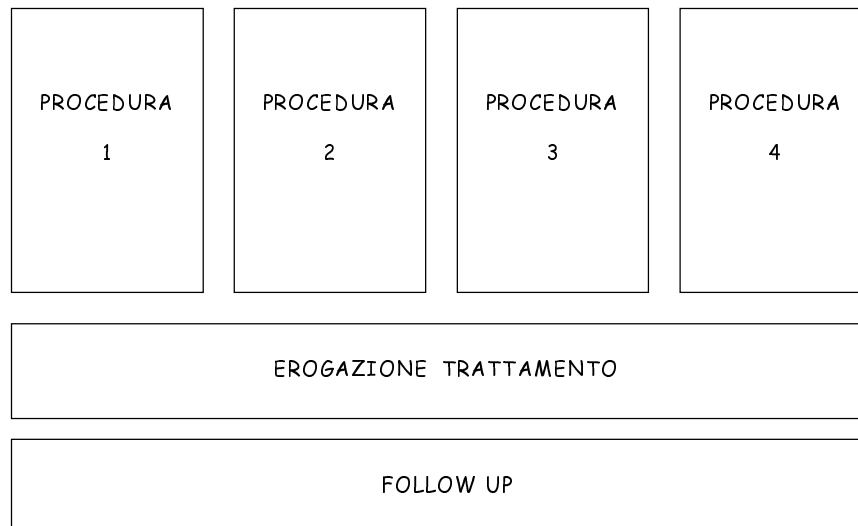 PROCEDURA
1
PROCEDURA
2
PROCEDURA
3
PROCEDURA
4
EROGAZIONE TRATTAMENTO
FOLLOW UP